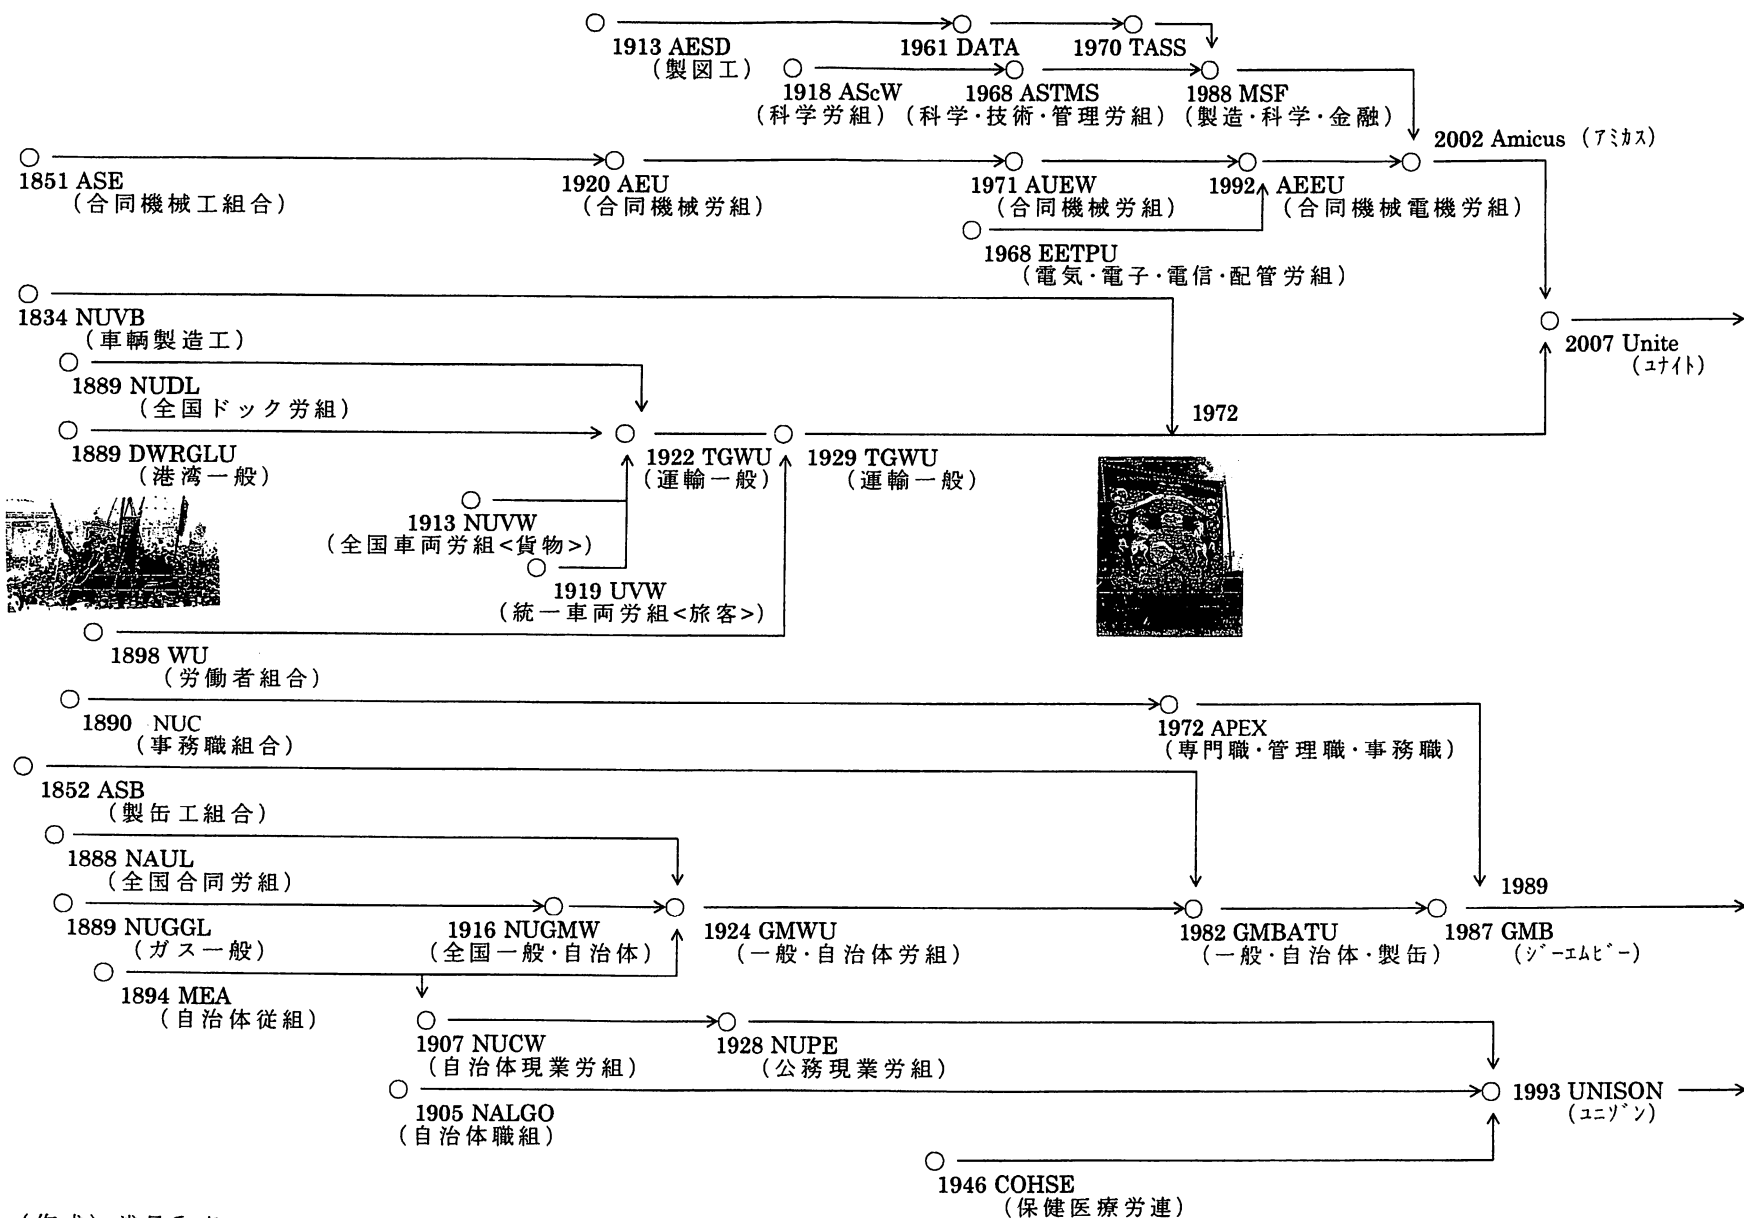 1913 AESD
(製図工)
1961 DATA
1970 TASS
1918 AScW
(科学労組)
1968 ASTMS
(科学・技術・管理労組)
1988 MSF
(製造・科学・金融)
2002 Amicus (アミカス)
1851 ASE
(合同機械工組合)
1920 AEU
(合同機械労組)
1971 AUEW
(合同機械労組)
1992 AEEU
(合同機械電機労組)
1968 EETPU
(電気・電子・電信・配管労組)
1834 NUVB
(車輌製造工)
2007 Unite
(ユナイト)
1889 NUDL
(全国ドック労組)
1972
1889 DWRGLU
(港湾一般)
1922 TGWU
(運輸一般)
1929 TGWU
(運輸一般)
1913 NUVW
(全国車両労組<貨物>)
1919 UVW
(統一車両労組<旅客>)
1898 WU
(労働者組合)
1890 NUC
(事務職組合)
1972 APEX
(専門職・管理職・事務職)
1852 ASB
(製缶工組合)
1888 NAUL
(全国合同労組)
1989
1889 NUGGL
(ガス一般)
1916 NUGMW
(全国一般・自治体)
1924 GMWU
(一般・自治体労組)
1982 GMBATU
(一般・自治体・製缶)
1987 GMB
(ジーエムビー)
1894 MEA
(自治体従組)
1907 NUCW
(自治体現業労組)
1928 NUPE
(公務現業労組)
1905 NALGO
(自治体職組)
1993 UNISON
(ユニゾン)
1946 COHSE
(保健医療労連)